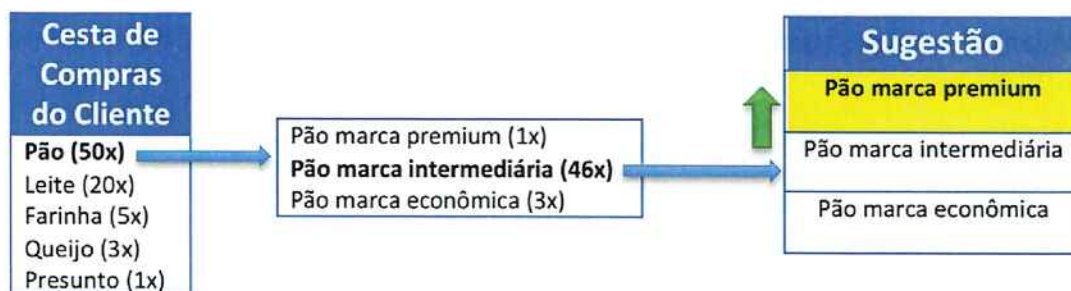 Cesta de
Compras
do Cliente
Pão (50x)
Leite (20x)
Farinha (5x)
Queijo (3x)
Presunto (1x)
Pão marca premium (1x)
Pão marca intermediária (46x)
Pão marca econômica (3x)
Sugestão
Pão marca premium
Pão marca intermediária
Pão marca econômica